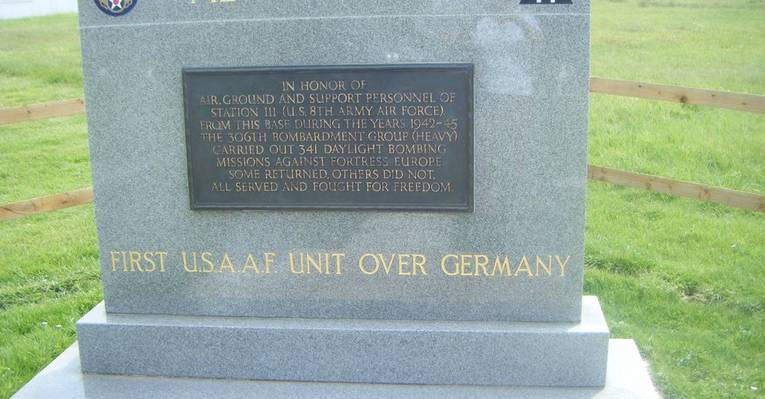 IN HONOR OF
AIR, GROUND AND SUPPORT PERSONNEL OF
STATION 111 (U.S. 8TH ARMY AIR FORCE)
FROM THIS BASE DURING THE YEARS 1942-45
THE 306TH BOMBARDMENT GROUP (HEAVY)
CARRIED OUT 341 DAYLIGHT BOMBING
MISSIONS AGAINST FORTRESS EUROPE
SOME RETURNED, OTHERS DID NOT.
ALL SERVED AND FOUGHT FOR FREEDOM.
FIRST U.S.A.A.F. UNIT OVER GERMANY